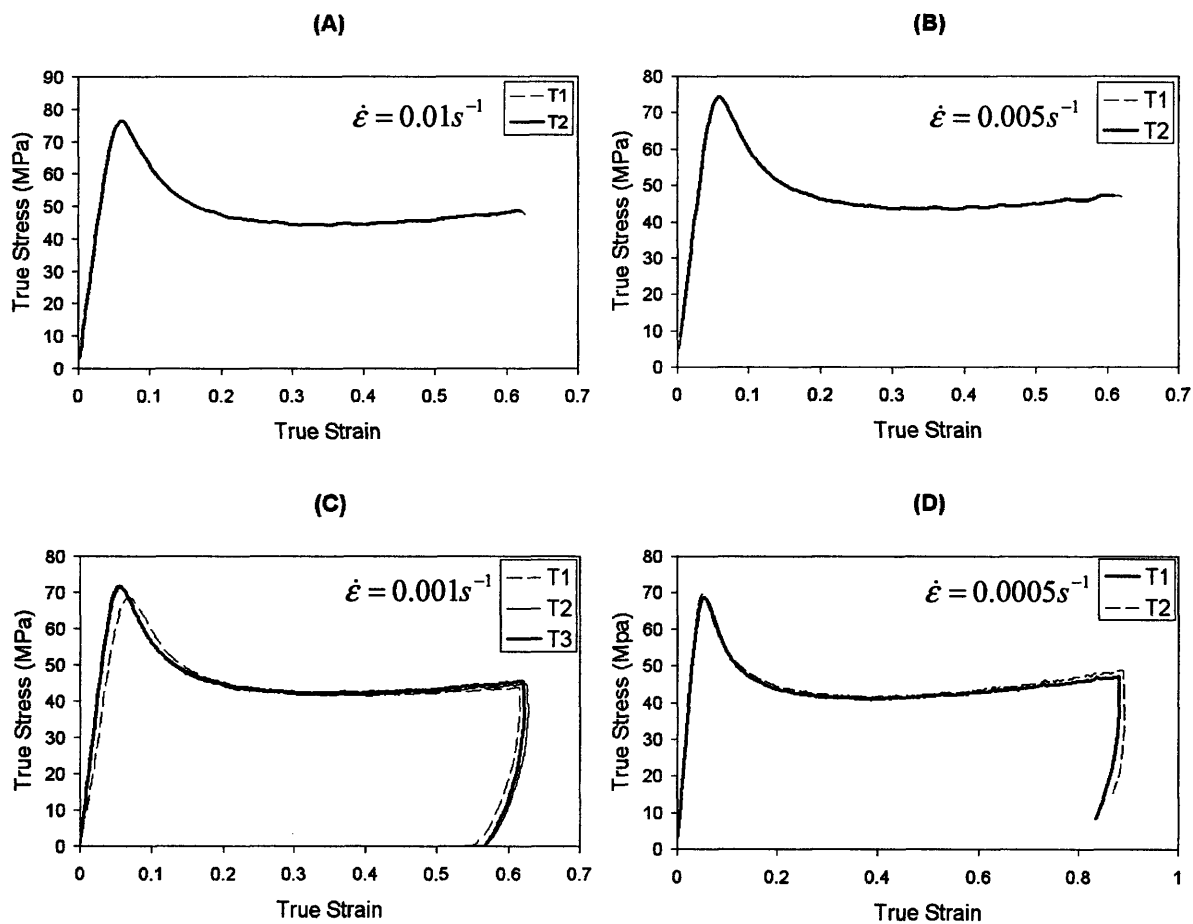 (A)
True Stress (MPa)
90
80
70
60
50
40
30
20
10
0
ε̇ = 0.01s⁻¹
T1
T2
0 0.1 0.2 0.3 0.4 0.5 0.6 0.7
True Strain
(B)
True Stress (MPa)
80
70
60
50
40
30
20
10
0
ε̇ = 0.005s⁻¹
T1
T2
0 0.1 0.2 0.3 0.4 0.5 0.6 0.7
True Strain
(C)
True Stress (MPa)
80
70
60
50
40
30
20
10
0
ε̇ = 0.001s⁻¹
T1
T2
T3
0 0.1 0.2 0.3 0.4 0.5 0.6 0.7
True Strain
(D)
True Stress (Mpa)
80
70
60
50
40
30
20
10
0
ε̇ = 0.0005s⁻¹
T1
T2
0 0.2 0.4 0.6 0.8 1
True Strain